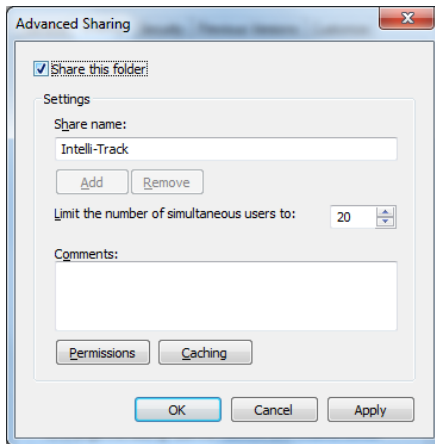 Advanced Sharing
Share this folder
Settings
Share name:
Intelli-Track
Add Remove
Limit the number of simultaneous users to: 20
Comments:
Permissions Caching
OK Cancel Apply